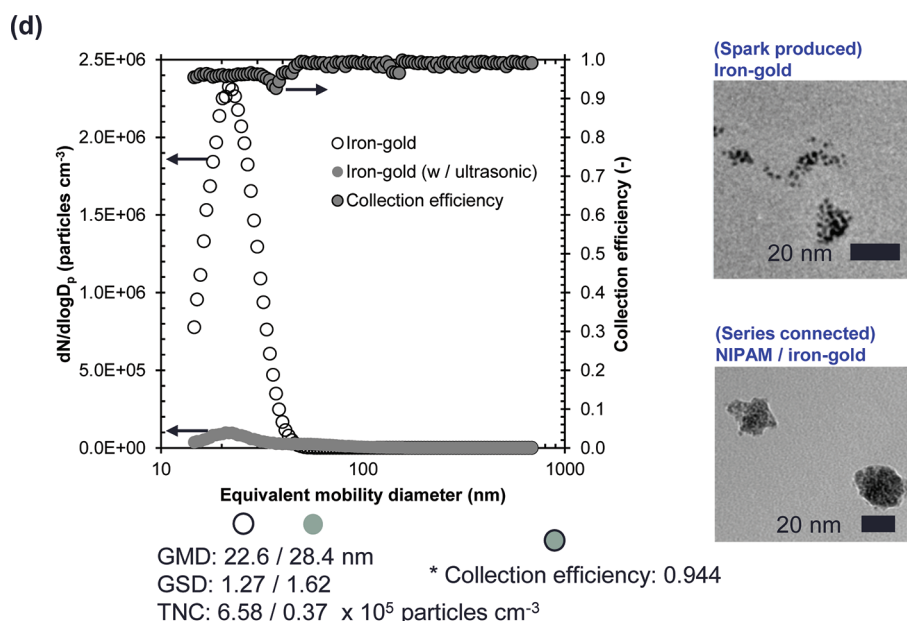 (d)
2.5E+06
2.0E+06
1.5E+06
1.0E+06
5.0E+05
0.0E+00
dN/dlogDp (particles cm-3)
1.0
0.9
0.8
0.7
0.6
0.5
0.4
0.3
0.2
0.1
0.0
Collection efficiency (-)
Iron-gold
Iron-gold (w / ultrasonic)
Collection efficiency
10
100
1000
Equivalent mobility diameter (nm)
GMD: 22.6 / 28.4 nm
GSD: 1.27 / 1.62
TNC: 6.58 / 0.37 x 10⁵ particles cm⁻³
* Collection efficiency: 0.944
(Spark produced)
Iron-gold
20 nm
(Series connected)
NIPAM / iron-gold
20 nm